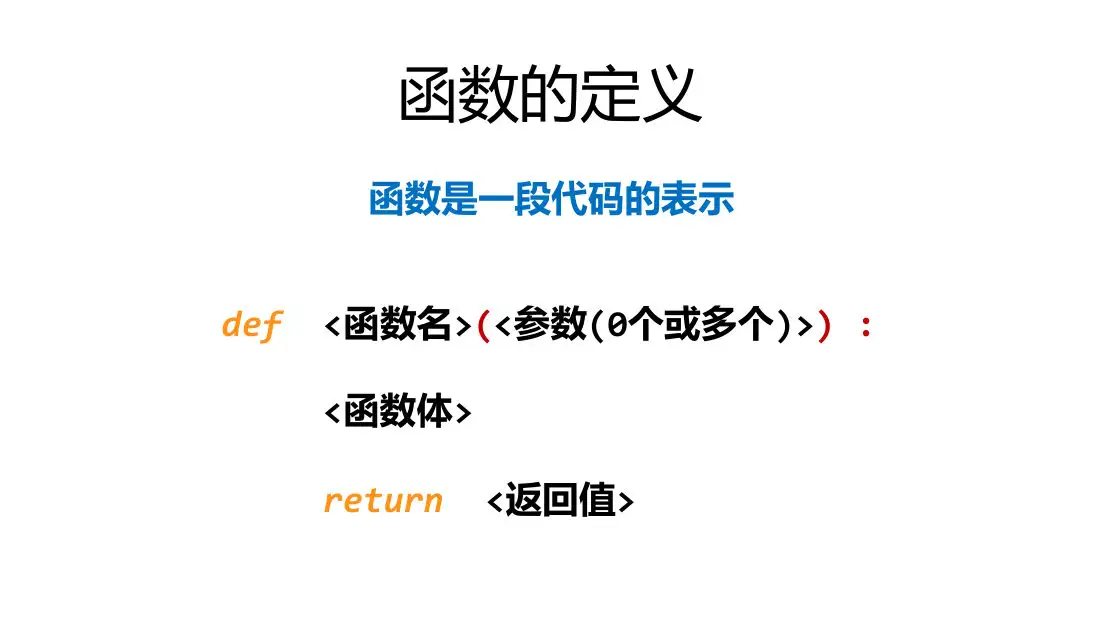 函数的定义
函数是一段代码的表示
def <函数名>(<参数(0个或多个)>) :
<函数体>
return <返回值>